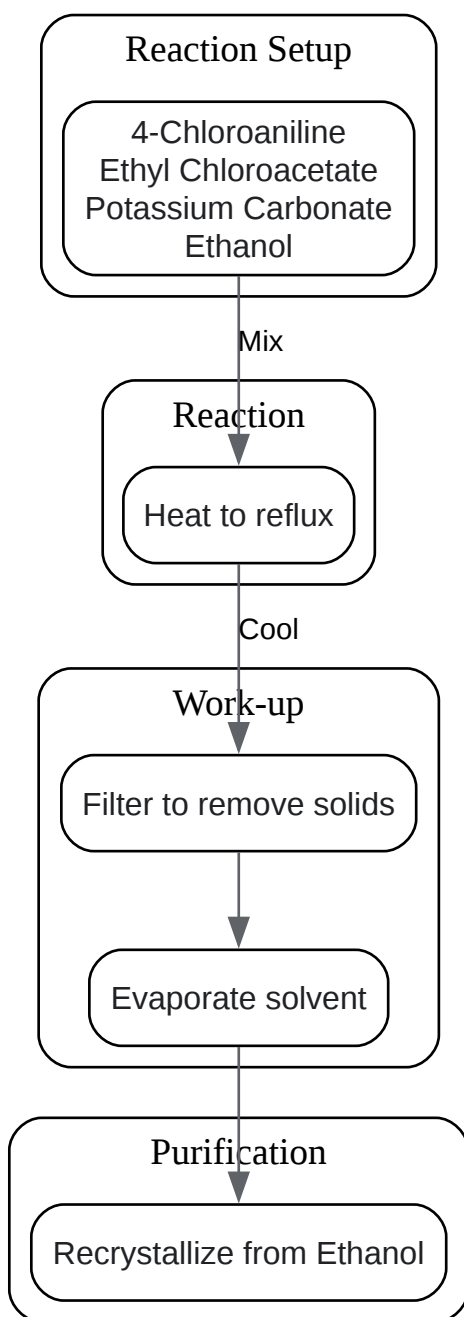 Reaction Setup
4-Chloroaniline
Ethyl Chloroacetate
Potassium Carbonate
Ethanol
Mix
Reaction
Heat to reflux
Cool
Work-up
Filter to remove solids
Evaporate solvent
Purification
Recrystallize from Ethanol